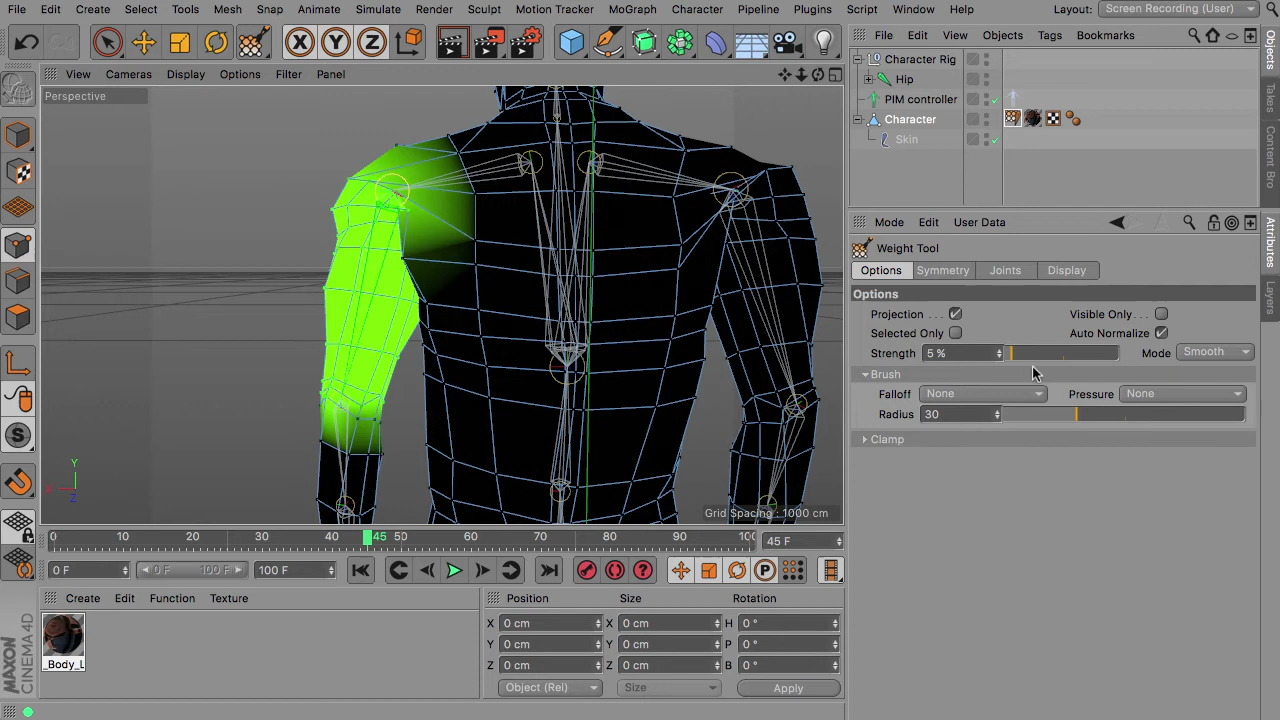 File Edit Create Select Tools Mesh Snap Animate Simulate Render Sculpt Motion Tracker MoGraph Character Pipeline Plugins Script Window Help Layout: Screen Recording (User)
X Y Z
File Edit View Objects Tags Bookmarks
View Cameras Display Options Filter Panel
Perspective
Character Rig
Hip
PIM controller
Character
Skin
Objects
Takes
Content Bro
Mode Edit User Data
Attributes
Layers
Weight Tool
Options Symmetry Joints Display
Options
Projection . . . Visible Only .
Selected Only Auto Normalize
Strength 5 % Mode Smooth
Brush
Falloff None Pressure None
Radius 30
Clamp
Y
X Z
Grid Spacing : 1000 cm
0 10 20 30 40 45 50 60 70 80 90 100 45 F
0 F 0 F 100 F 100 F
P
S
Create Edit Function Texture
Position Size Rotation
X 0 cm X 0 cm H 0 °
Y 0 cm Y 0 cm P 0 °
Z 0 cm Z 0 cm B 0 °
Object (Rel) Size Apply
_Body_L
MAXON
CINEMA 4D